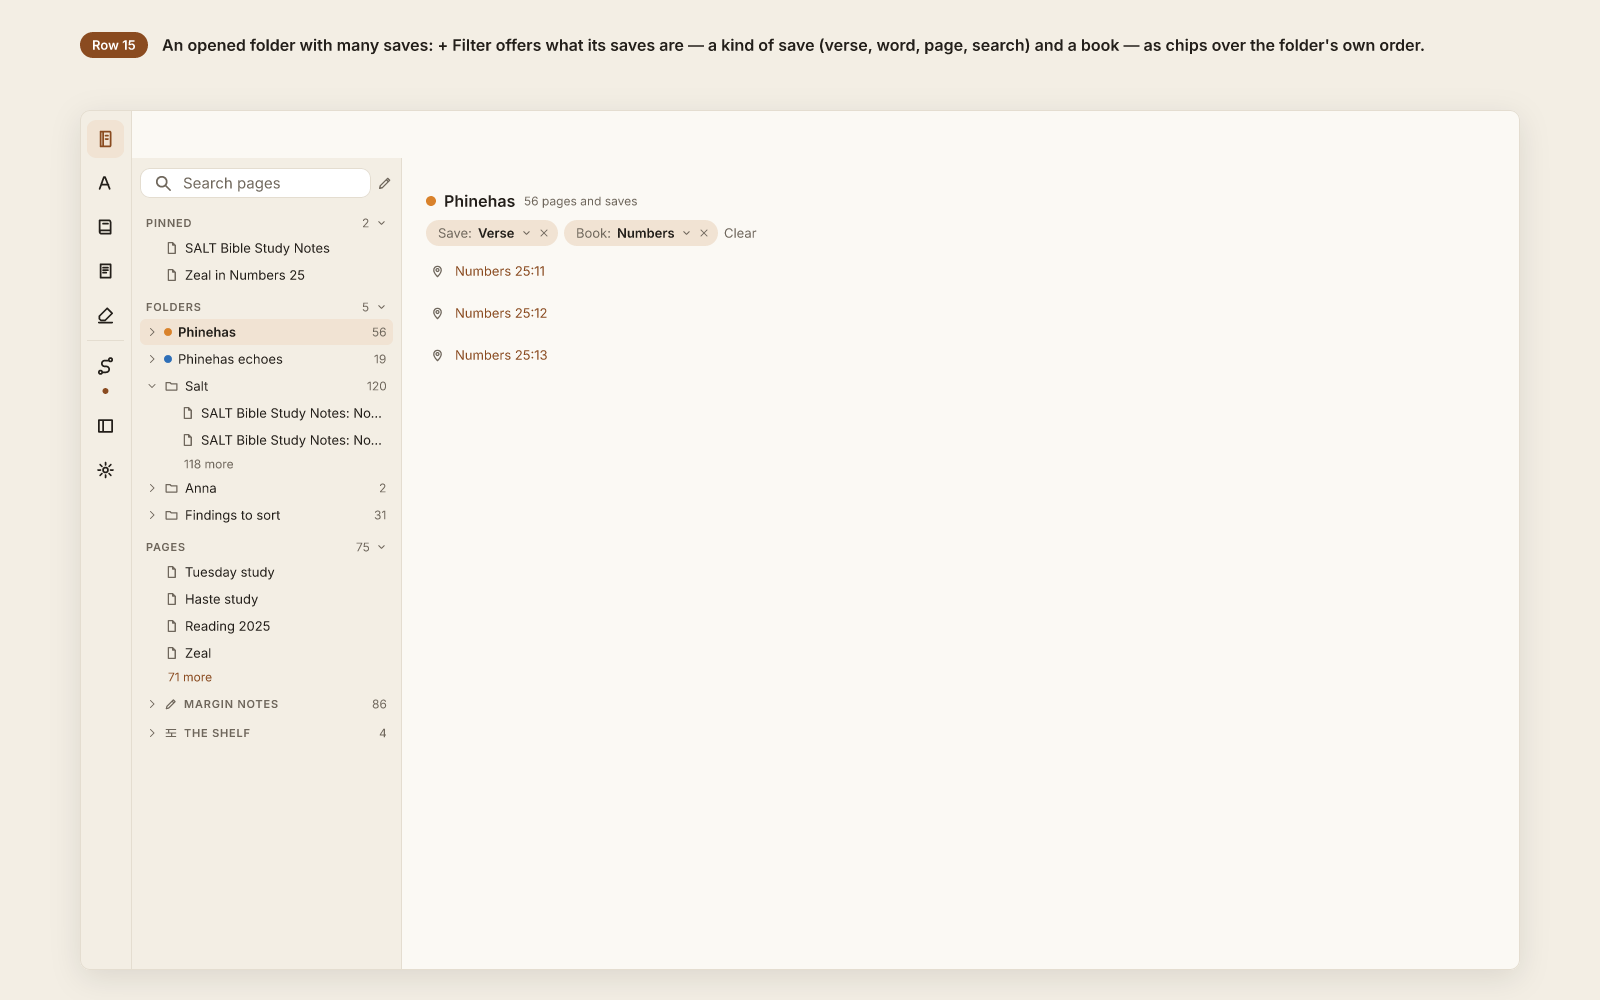 Row 15
An opened folder with many saves: + Filter offers what its saves are — a kind of save (verse, word, page, search) and a book — as chips over the folder's own order.
Search pages
PINNED 2
SALT Bible Study Notes
Zeal in Numbers 25
FOLDERS 5
Phinehas 56
Phinehas echoes 19
Salt 120
SALT Bible Study Notes: No...
SALT Bible Study Notes: No...
118 more
Anna 2
Findings to sort 31
PAGES 75
Tuesday study
Haste study
Reading 2025
Zeal
71 more
MARGIN NOTES 86
THE SHELF 4
Phinehas 56 pages and saves
Save: Verse Book: Numbers Clear
Numbers 25:11
Numbers 25:12
Numbers 25:13